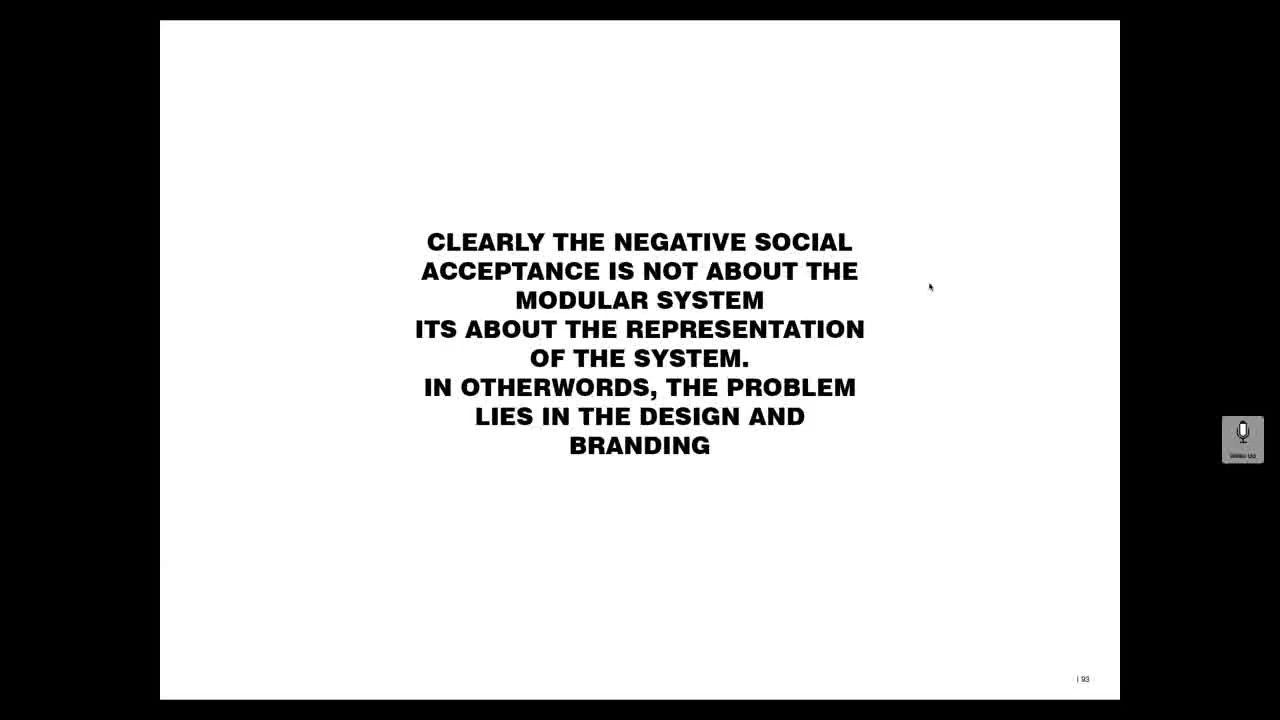 CLEARLY THE NEGATIVE SOCIAL
ACCEPTANCE IS NOT ABOUT THE
MODULAR SYSTEM
ITS ABOUT THE REPRESENTATION
OF THE SYSTEM.
IN OTHERWORDS, THE PROBLEM
LIES IN THE DESIGN AND
BRANDING
| 93